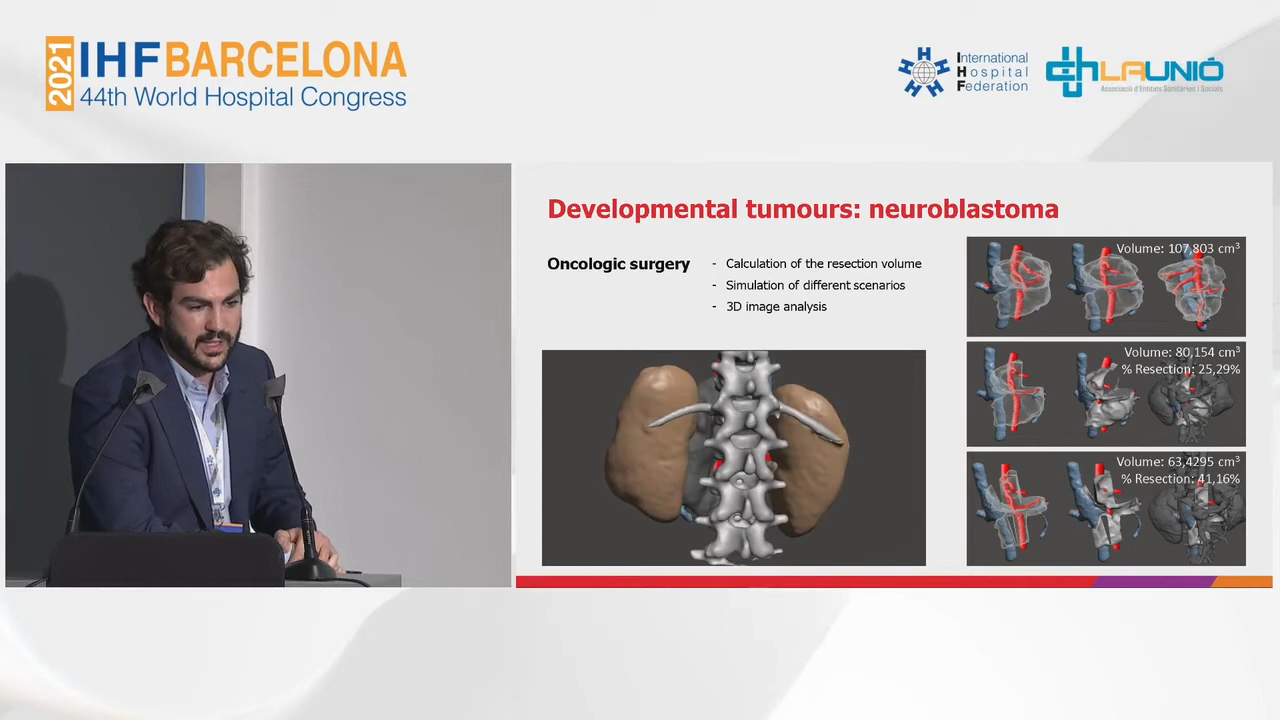 2021
IHF BARCELONA
44th World Hospital Congress
International
Hospital
Federation
LAUNIÓ
Associació d'Entitats Sanitàries i Socials
Developmental tumours: neuroblastoma
Oncologic surgery
- Calculation of the resection volume
- Simulation of different scenarios
- 3D image analysis
Volume: 107,803 cm³
Volume: 80,154 cm³
% Resection: 25,29%
Volume: 63,4295 cm³
% Resection: 41,16%